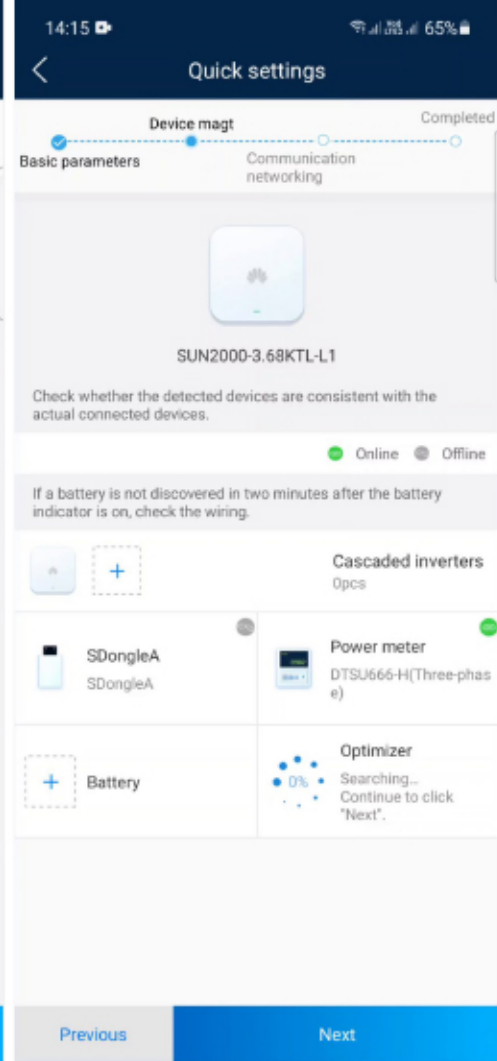 14:15
65%
Quick settings
Device magt
Completed
Basic parameters
Communication
networking
SUN2000-3.68KTL-L1
Check whether the detected devices are consistent with the
actual connected devices.
Online
Offline
If a battery is not discovered in two minutes after the battery
indicator is on, check the wiring.
Cascaded inverters
0pcs
SDongleA
SDongleA
Power meter
DTSU666-H(Three-phas
e)
Battery
Optimizer
0%
Searching...
Continue to click
"Next".
Previous
Next